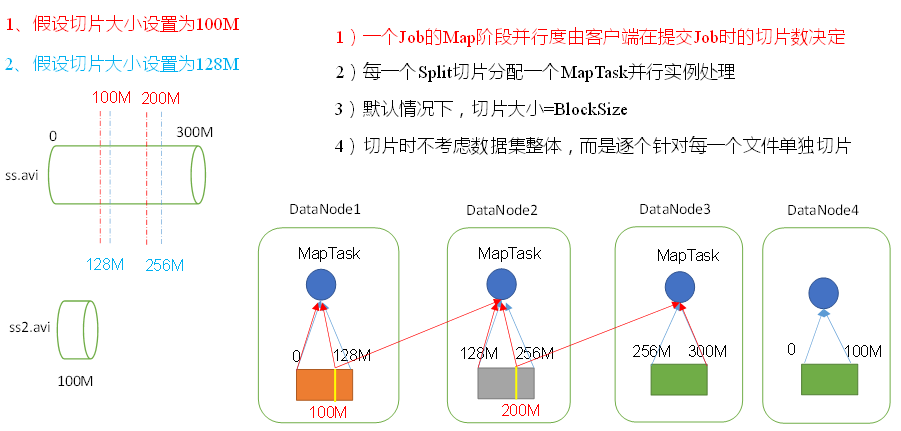 1、假设切片大小设置为100M
2、假设切片大小设置为128M
1）一个Job的Map阶段并行度由客户端在提交Job时的切片数决定
2）每一个Split切片分配一个MapTask并行实例处理
3）默认情况下，切片大小=BlockSize
4）切片时不考虑数据集整体，而是逐个针对每一个文件单独切片
100M 200M
0 300M
ss.avi
128M 256M
ss2.avi
100M
DataNode1 DataNode2 DataNode3 DataNode4
MapTask MapTask MapTask
0 128M 128M 256M 256M 300M 0 100M
100M 200M